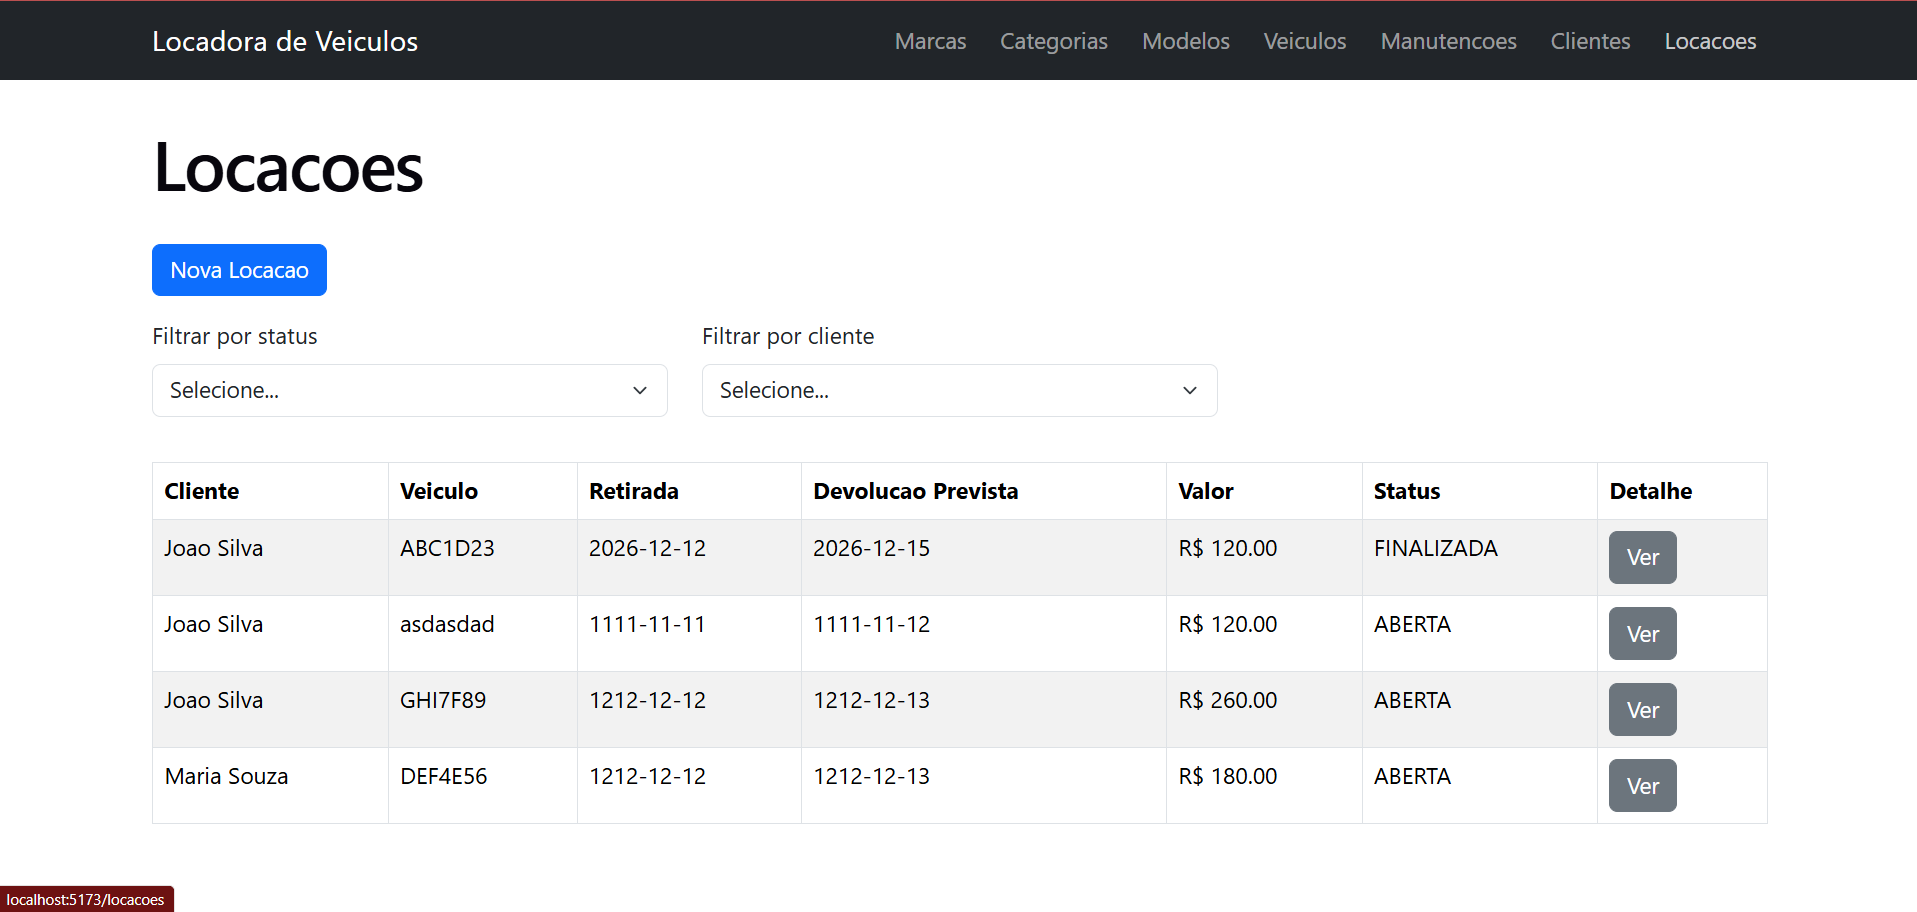 Locadora de Veiculos Marcas Categorias Modelos Veiculos Manutencoes Clientes Locacoes
Locacoes
Nova Locacao
Filtrar por status Filtrar por cliente
Selecione... Selecione...
Cliente Veiculo Retirada Devolucao Prevista Valor Status Detalhe
Joao Silva ABC1D23 2026-12-12 2026-12-15 R$ 120.00 FINALIZADA Ver
Joao Silva asdasdad 1111-11-11 1111-11-12 R$ 120.00 ABERTA Ver
Joao Silva GHI7F89 1212-12-12 1212-12-13 R$ 260.00 ABERTA Ver
Maria Souza DEF4E56 1212-12-12 1212-12-13 R$ 180.00 ABERTA Ver
localhost:5173/locacoes